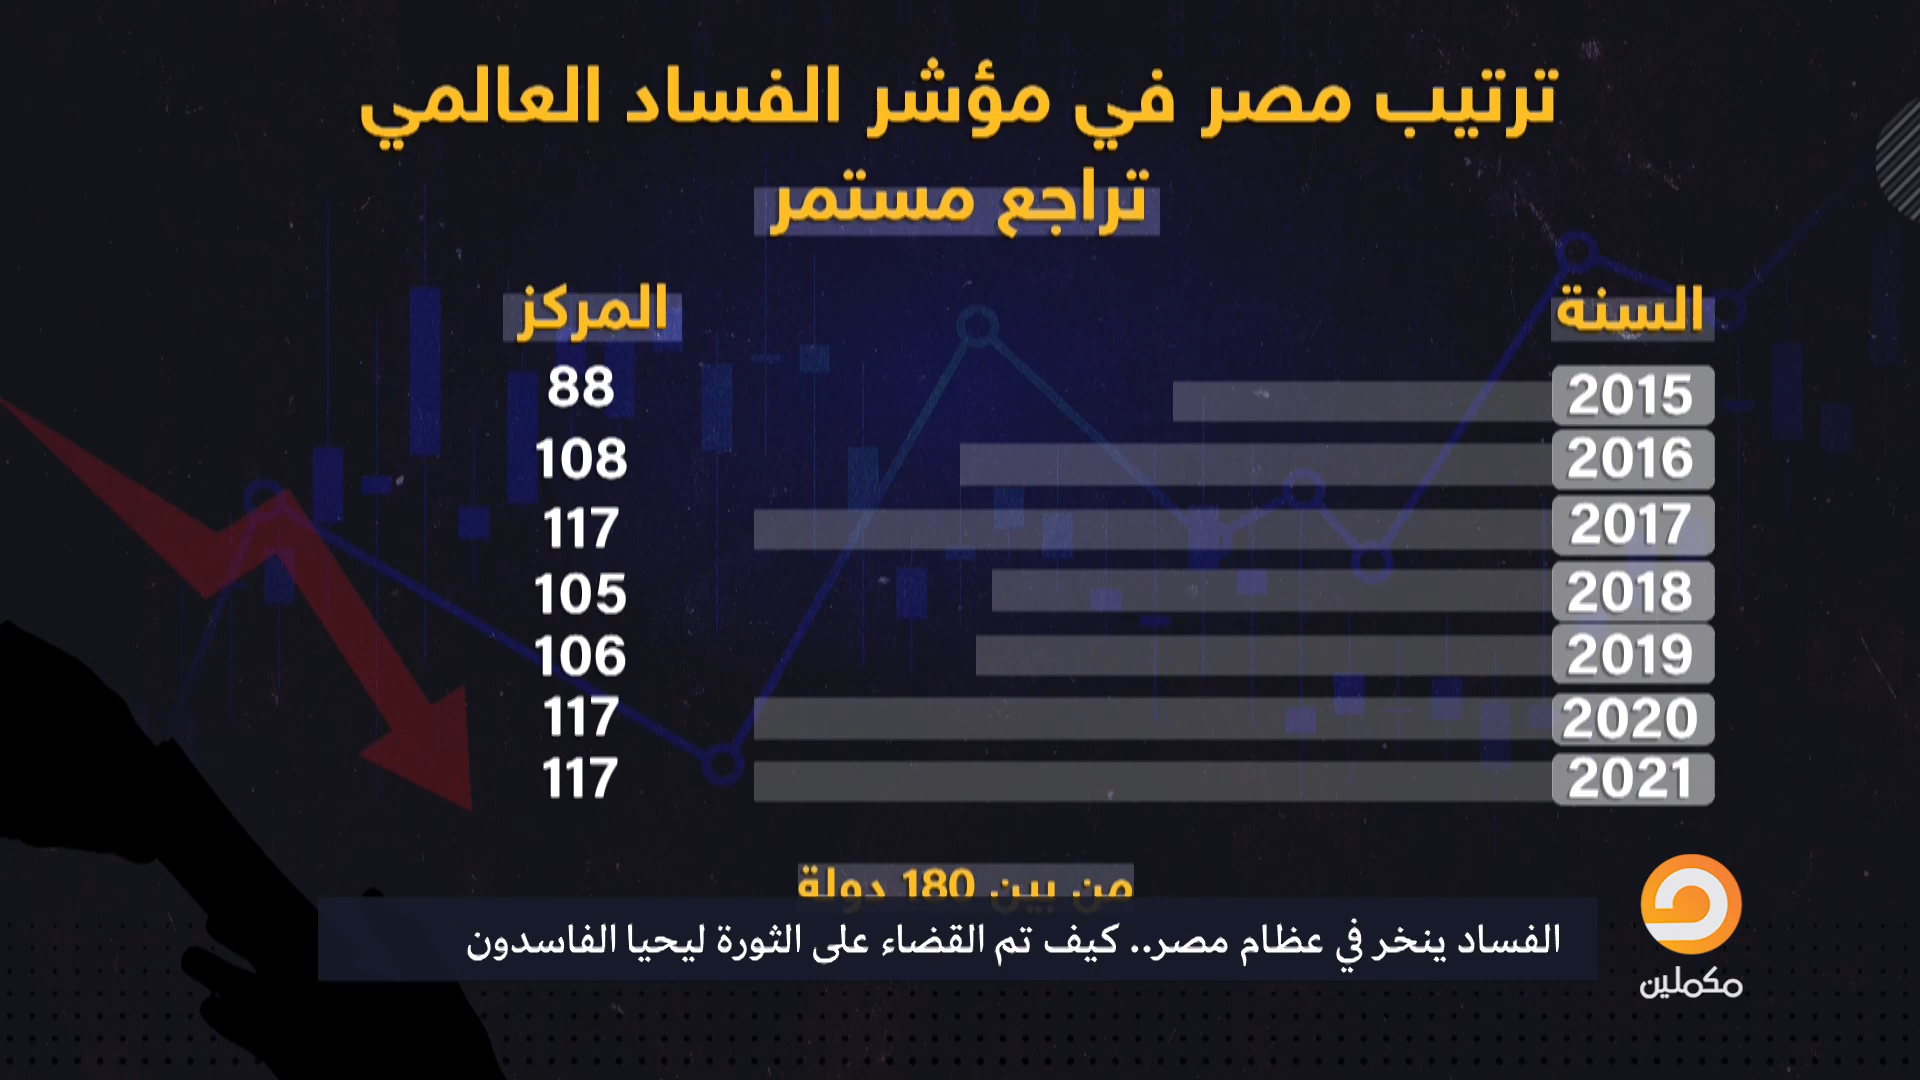 ترتيب مصر في مؤشر الفساد العالمي
تراجع مستمر
السنة المركز
2015 88
2016 108
2017 117
2018 105
2019 106
2020 117
2021 117
من بين 180 دولة
الفساد ينخر في عظام مصر.. كيف تم القضاء على الثورة ليحيا الفاسدون
مكملين